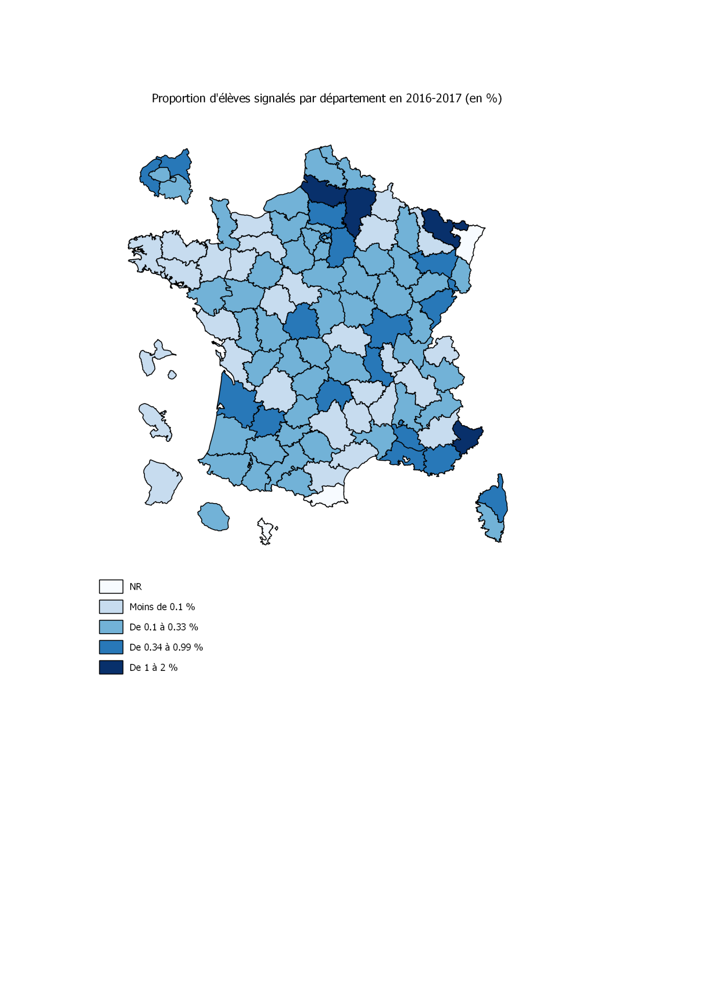 Proportion d'élèves signalés par département en 2016-2017 (en %)
NR
Moins de 0.1 %
De 0.1 à 0.33 %
De 0.34 à 0.99 %
De 1 à 2 %